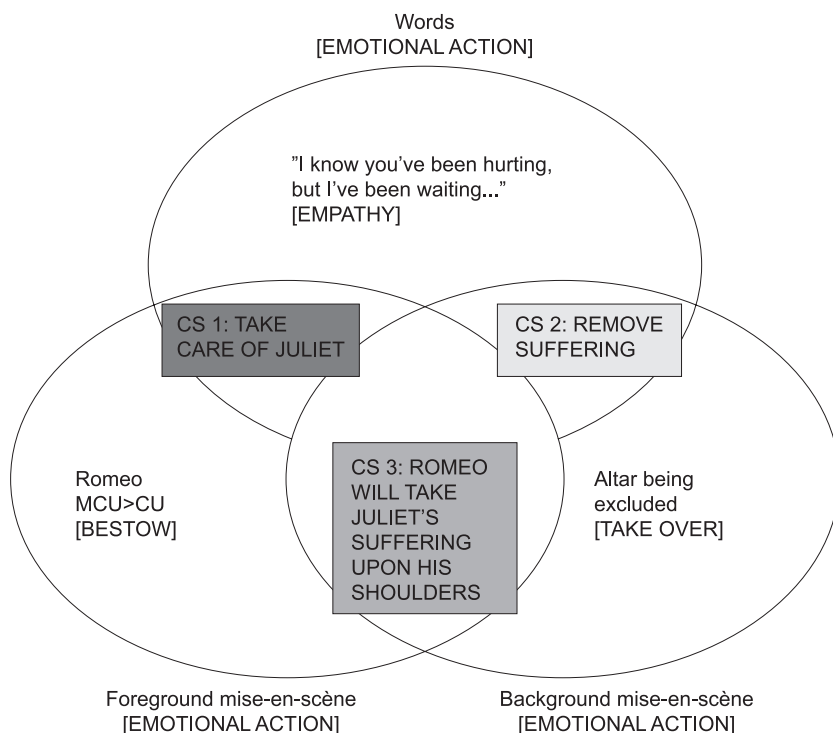 Words
[EMOTIONAL ACTION]
”I know you’ve been hurting,
but I’ve been waiting...”
[EMPATHY]
CS 1: TAKE
CARE OF JULIET
CS 2: REMOVE
SUFFERING
Romeo
MCU>CU
[BESTOW]
CS 3: ROMEO
WILL TAKE
JULIET’S
SUFFERING
UPON HIS
SHOULDERS
Altar being
excluded
[TAKE OVER]
Foreground mise-en-scène
[EMOTIONAL ACTION]
Background mise-en-scène
[EMOTIONAL ACTION]